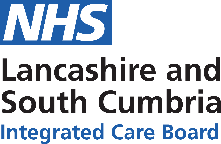 NHS
Lancashire and
South Cumbria
Integrated Care Board